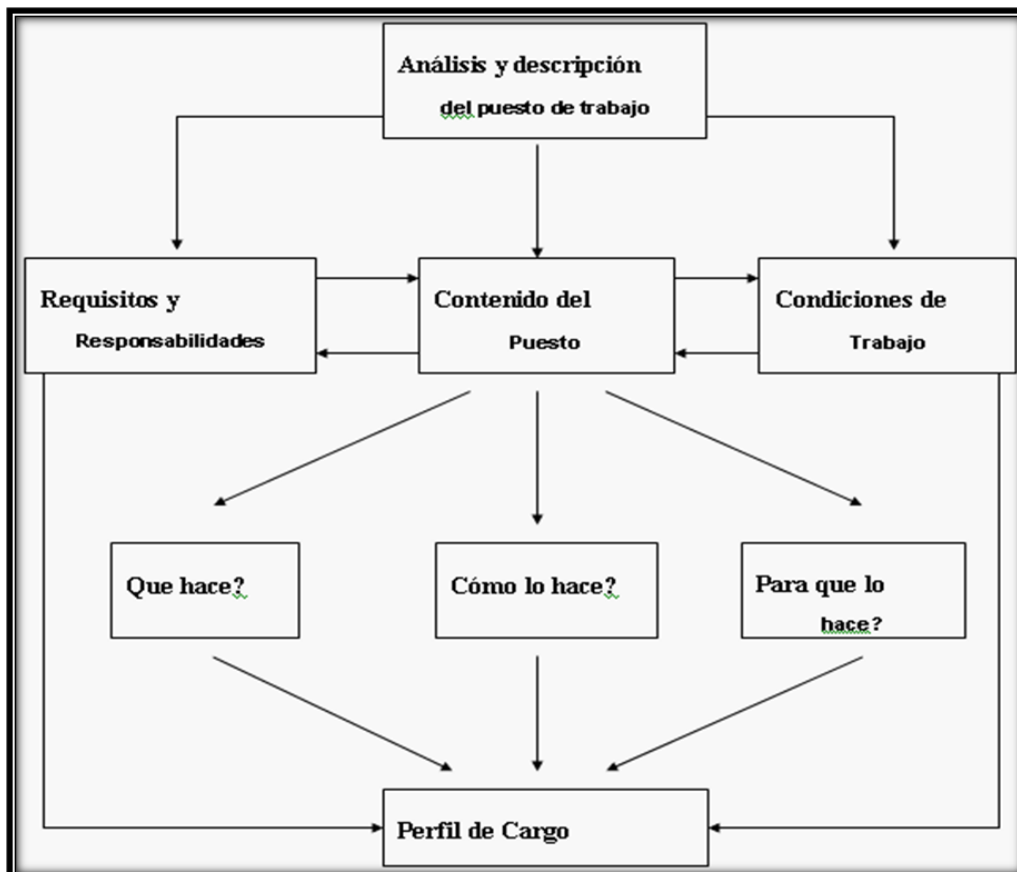 Análisis y descripción
del puesto de trabajo
Requisitos y
Responsabilidades
Contenido del
Puesto
Condiciones de
Trabajo
Que hace?
Cómo lo hace?
Para que lo
hace?
Perfil de Cargo